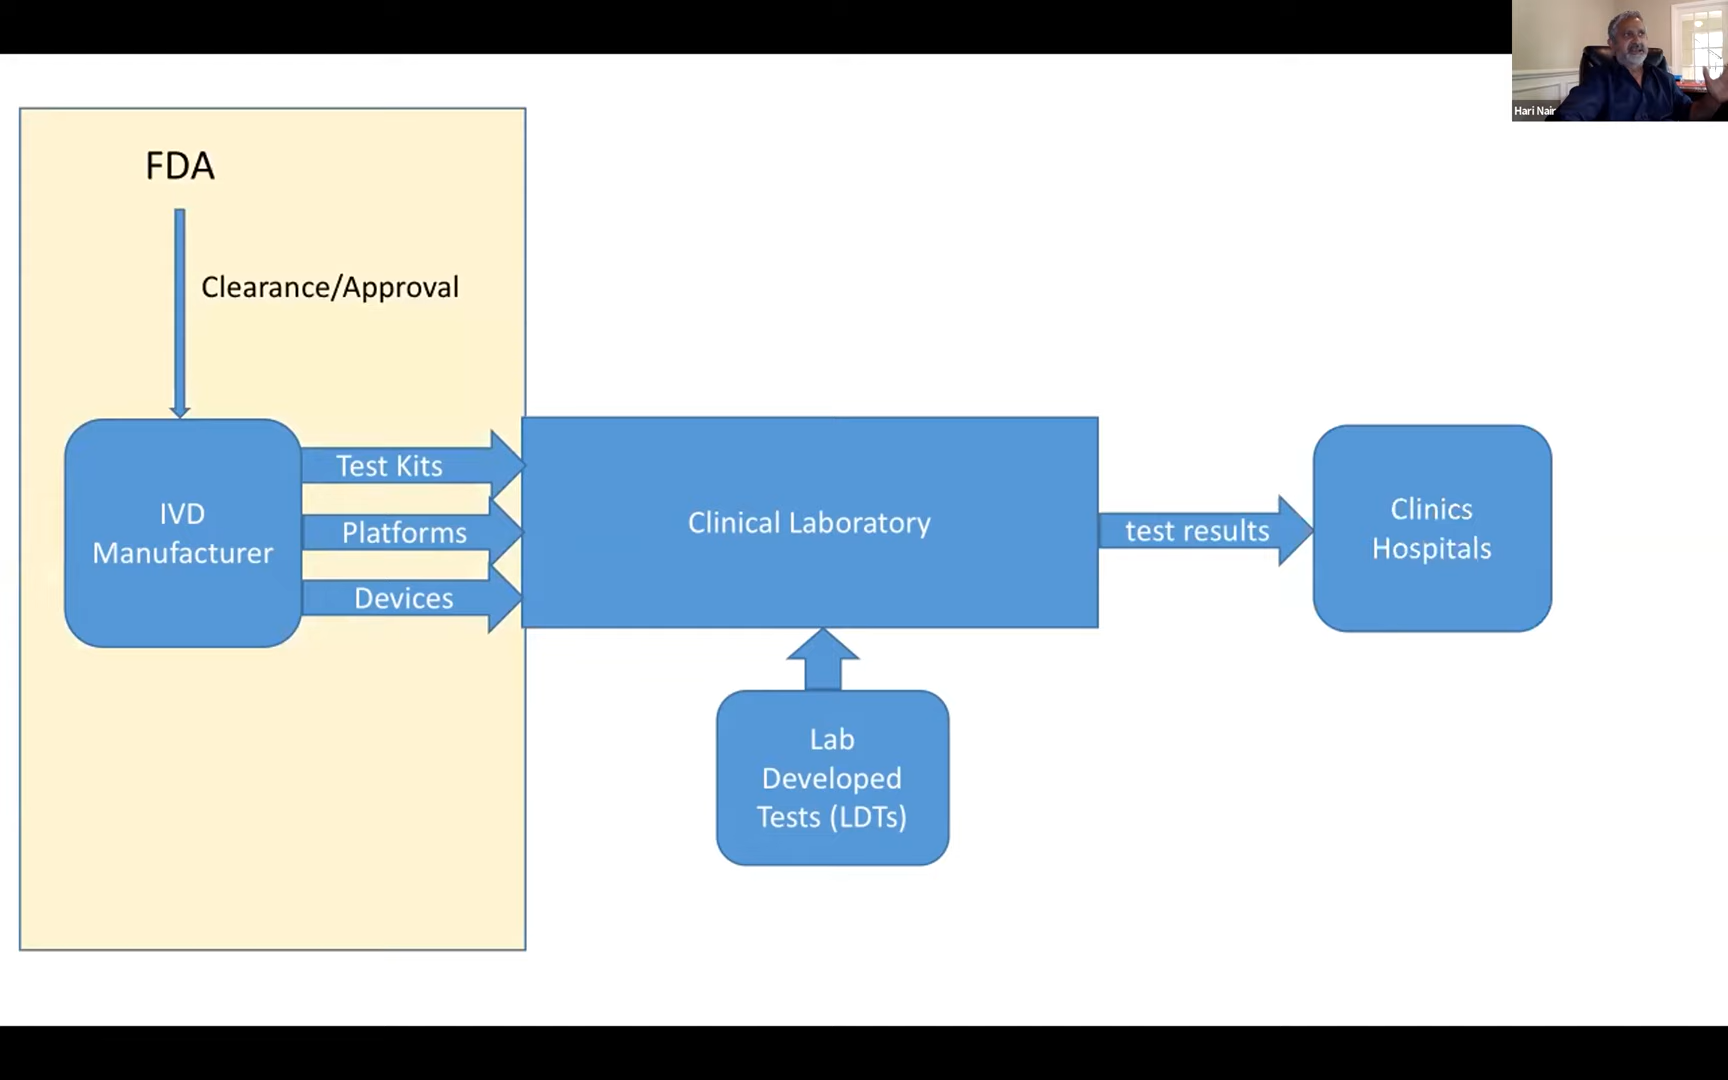 Hari Nair
FDA
Clearance/Approval
IVD
Manufacturer
Test Kits
Platforms
Devices
Clinical Laboratory
test results
Clinics
Hospitals
Lab
Developed
Tests (LDTs)